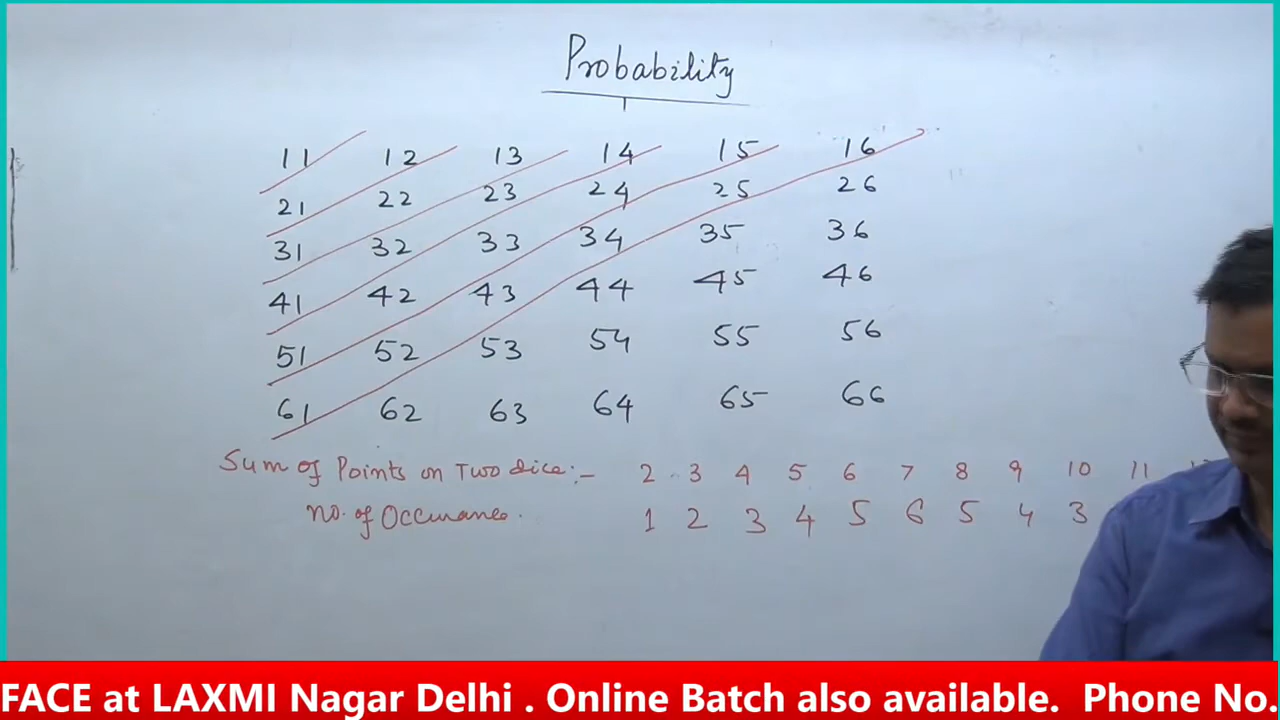 Probability
11 12 13 14 15 16
21 22 23 24 25 26
31 32 33 34 35 36
41 42 43 44 45 46
51 52 53 54 55 56
61 62 63 64 65 66
Sum of Points on Two dice:- 2 3 4 5 6 7 8 9 10 11
no. of Occurance. 1 2 3 4 5 6 5 4 3
FACE at LAXMI Nagar Delhi . Online Batch also available. Phone No.